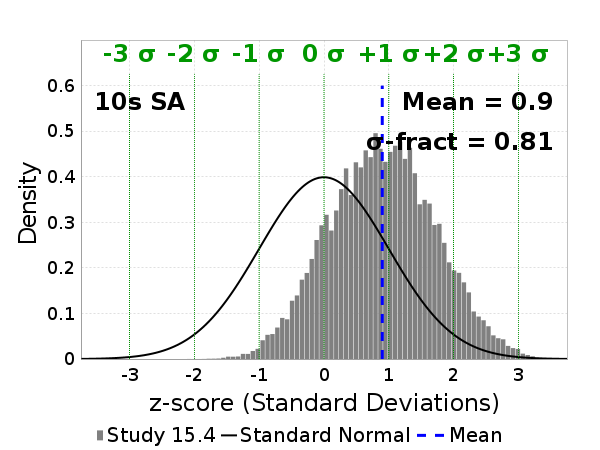 -3 σ -2 σ -1 σ 0 σ +1 σ +2 σ +3 σ
0.6
10s SA
Mean = 0.9
0.5
σ-fract = 0.81
0.4
0.3
0.2
0.1
0
Density
-3 -2 -1 0 1 2 3
z-score (Standard Deviations)
Study 15.4 Standard Normal Mean